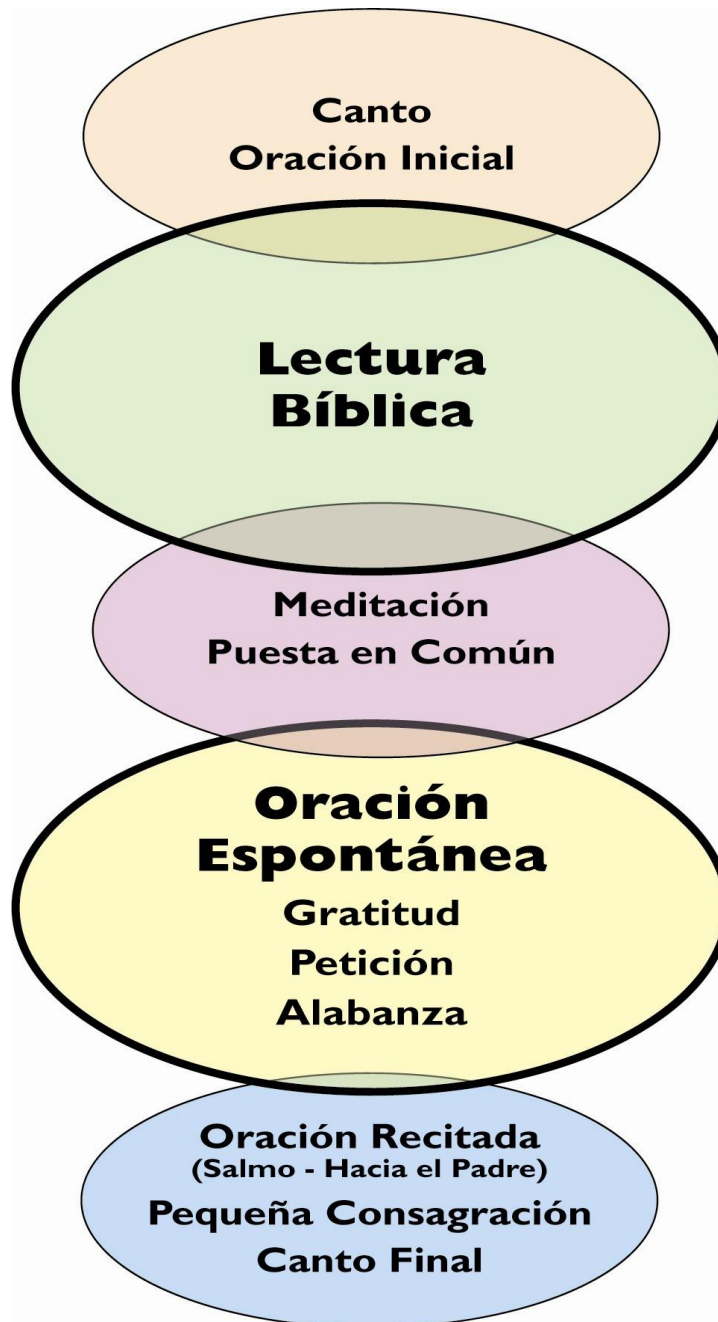 Canto
Oración Inicial
Lectura
Bíblica
Meditación
Puesta en Común
Oración
Espontánea
Gratitud
Petición
Alabanza
Oración Recitada
(Salmo - Hacia el Padre)
Pequeña Consagración
Canto Final